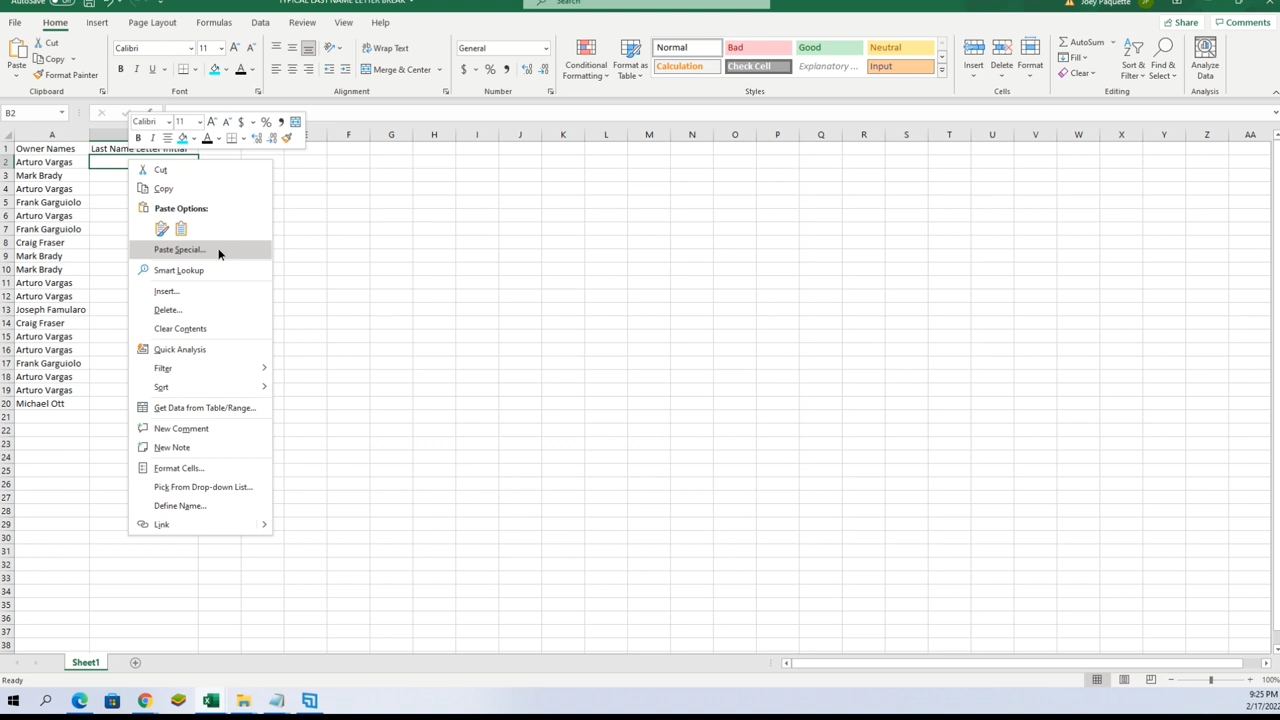 AutoSave Off
TYPICAL LAST NAME LETTER BREAK
Search
Joey Paquette
JP
File Home Insert Page Layout Formulas Data Review View Help
Share Comments
Paste
Cut
Copy
Format Painter
Clipboard
Calibri 11
B I U
Font
Wrap Text
Merge & Center
Alignment
General
$ % ,
Number
Conditional Formatting
Format as Table
Normal Bad Good Neutral
Calculation Check Cell Explanatory ... Input
Styles
Insert Delete Format
Cells
AutoSum
Fill
Clear
Sort & Filter
Find & Select
Editing
Analyze Data
Analysis
B2
Calibri 11 A A $ % ,
B I
A F G H I J K L M N O P Q R S T U V W X Y Z AA
1 Owner Names Last Name Letter Initial
2 Arturo Vargas
3 Mark Brady
4 Arturo Vargas
5 Frank Garguiolo
6 Arturo Vargas
7 Frank Garguiolo
8 Craig Fraser
9 Mark Brady
10 Mark Brady
11 Arturo Vargas
12 Arturo Vargas
13 Joseph Famularo
14 Craig Fraser
15 Arturo Vargas
16 Arturo Vargas
17 Frank Garguiolo
18 Arturo Vargas
19 Arturo Vargas
20 Michael Ott
21
22
23
24
25
26
27
28
29
30
31
32
33
34
35
36
37
38
Cut
Copy
Paste Options:
Paste Special...
Smart Lookup
Insert...
Delete...
Clear Contents
Quick Analysis
Filter
Sort
Get Data from Table/Range...
New Comment
New Note
Format Cells...
Pick From Drop-down List...
Define Name...
Link
Sheet1
Ready
100%
9:25 PM
2/17/2022